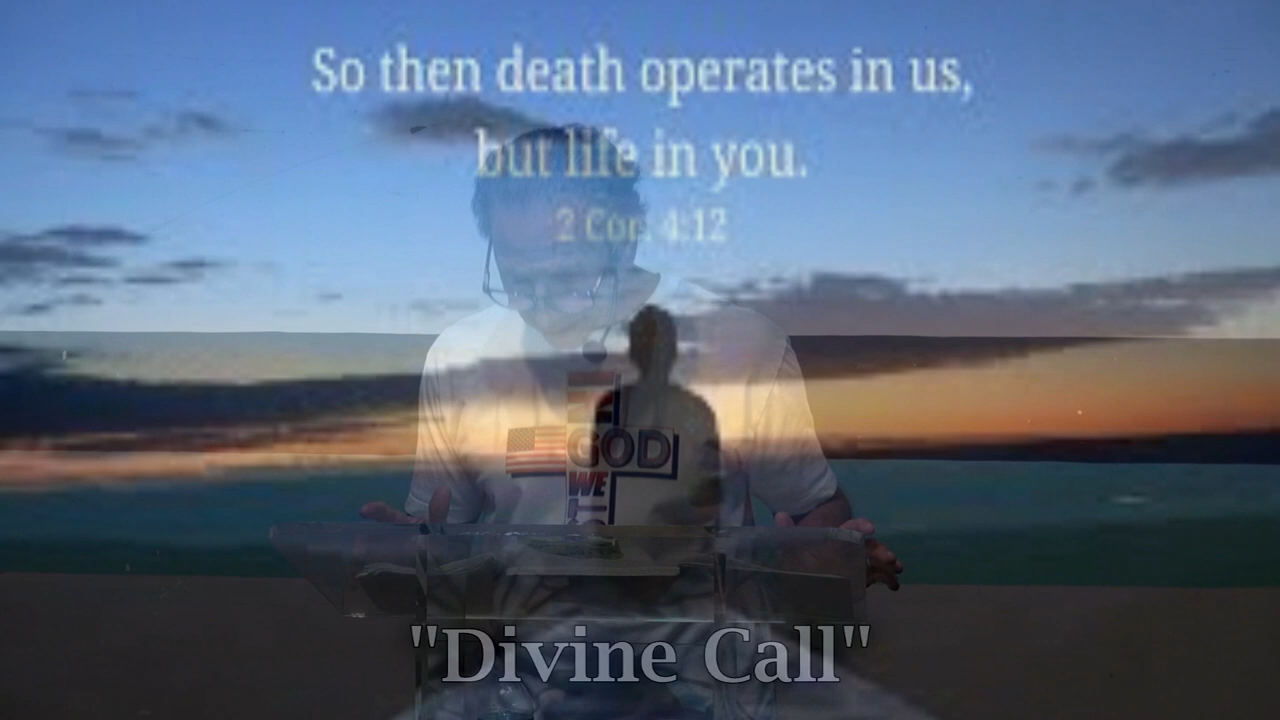 So then death operates in us,
but life in you.
2 Cor. 4:12
GOD
WE
"Divine Call"